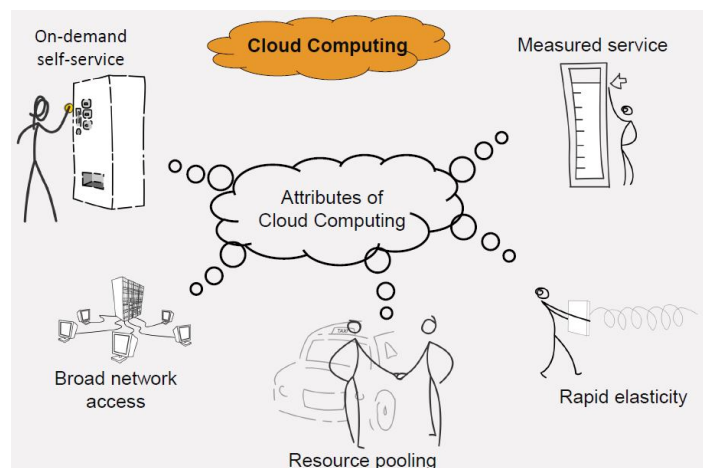 Cloud Computing
On-demand
self-service
Measured service
Attributes of
Cloud Computing
Broad network
access
TAXI
Rapid elasticity
Resource pooling